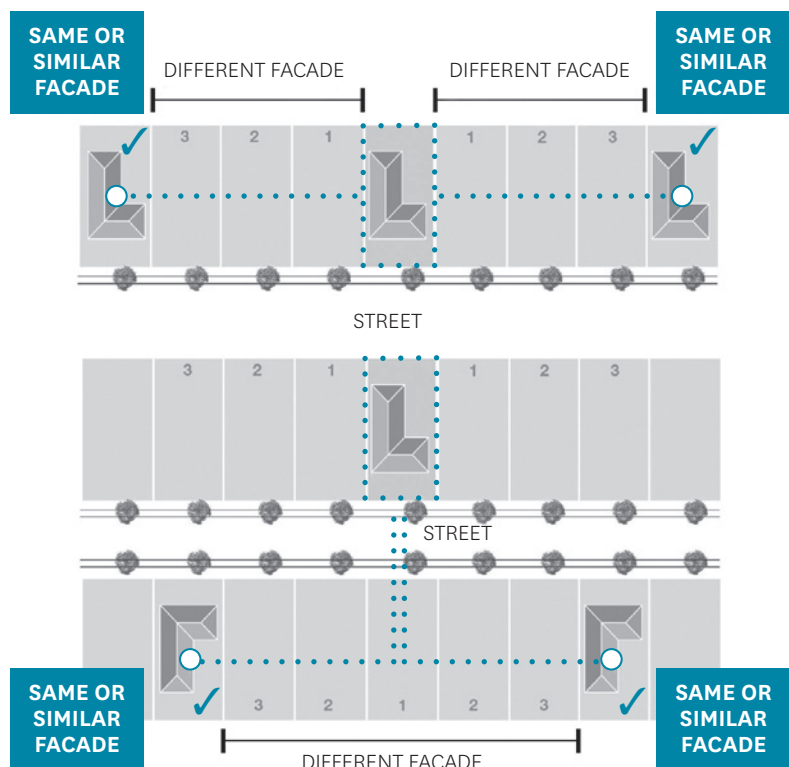 SAME OR
SIMILAR
FACADE
DIFFERENT FACADE
DIFFERENT FACADE
SAME OR
SIMILAR
FACADE
3 2 1 1 2 3
STREET
3 2 1 1 2 3
STREET
3 2 1 2 3
SAME OR
SIMILAR
FACADE
DIFFERENT FACADE
SAME OR
SIMILAR
FACADE